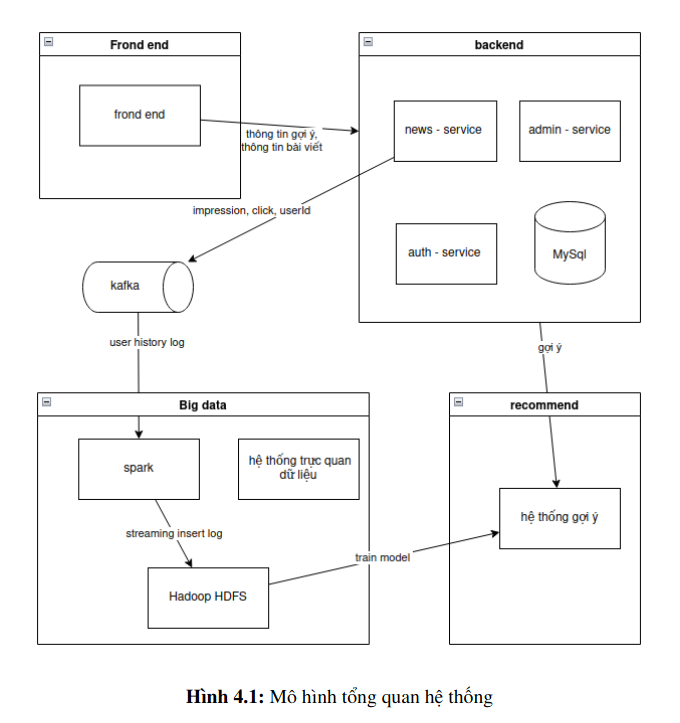 Frond end
frond end
thông tin gợi ý,
thông tin bài viết
backend
news - service
admin - service
auth - service
MySql
impression, click, userId
kafka
user history log
gợi ý
Big data
spark
hệ thống trực quan
dữ liệu
streaming insert log
Hadoop HDFS
train model
recommend
hệ thống gợi ý
Hình 4.1: Mô hình tổng quan hệ thống